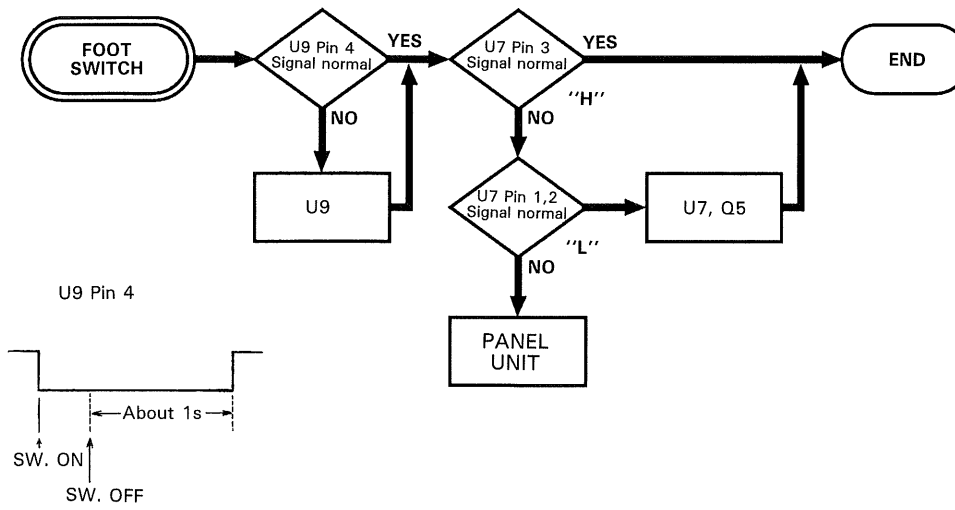 FOOT
SWITCH
U9 Pin 4
Signal normal
YES
U7 Pin 3
Signal normal
YES
END
"H"
NO
NO
U9
U7 Pin 1,2
Signal normal
U7, Q5
"L"
NO
PANEL
UNIT
U9 Pin 4
About 1s
SW. ON
SW. OFF